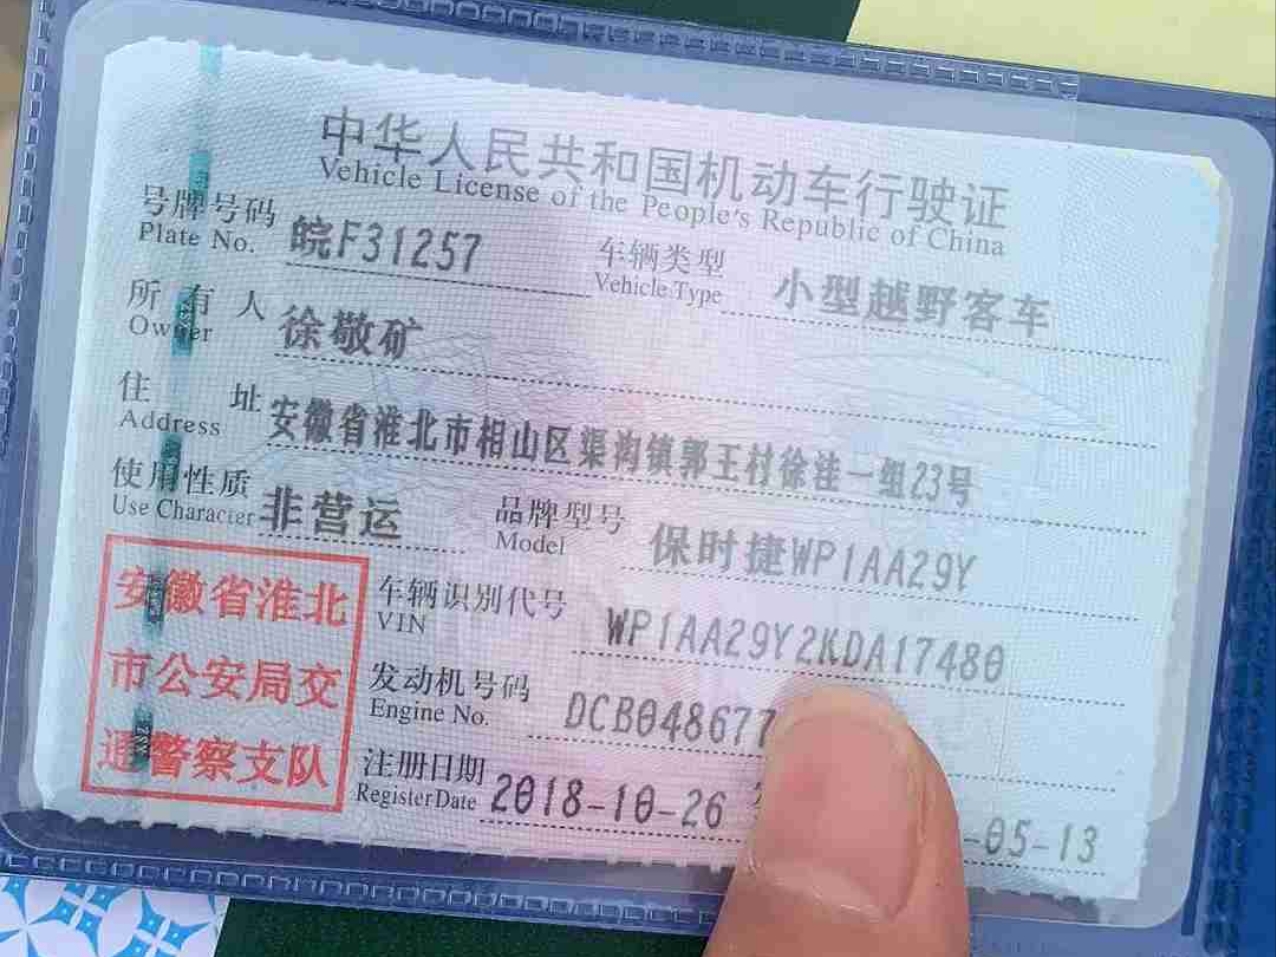 中华人民共和国机动车行驶证
Vehicle License of the People's Republic of China
号牌号码 皖F31257 车辆类型 小型越野客车
Plate No. Vehicle Type
所有人 徐敬矿
Owner
住址 安徽省淮北市相山区渠沟镇郭王村徐洼一组23号
Address
使用性质 非营运 品牌型号 保时捷WP1AA29Y
Use Character Model
安徽省淮北
市公安局交
通警察支队
车辆识别代号 WP1AA29Y2KDA17480
VIN
发动机号码 DCB048677
Engine No.
注册日期 2018-10-26 -05-13
Register Date